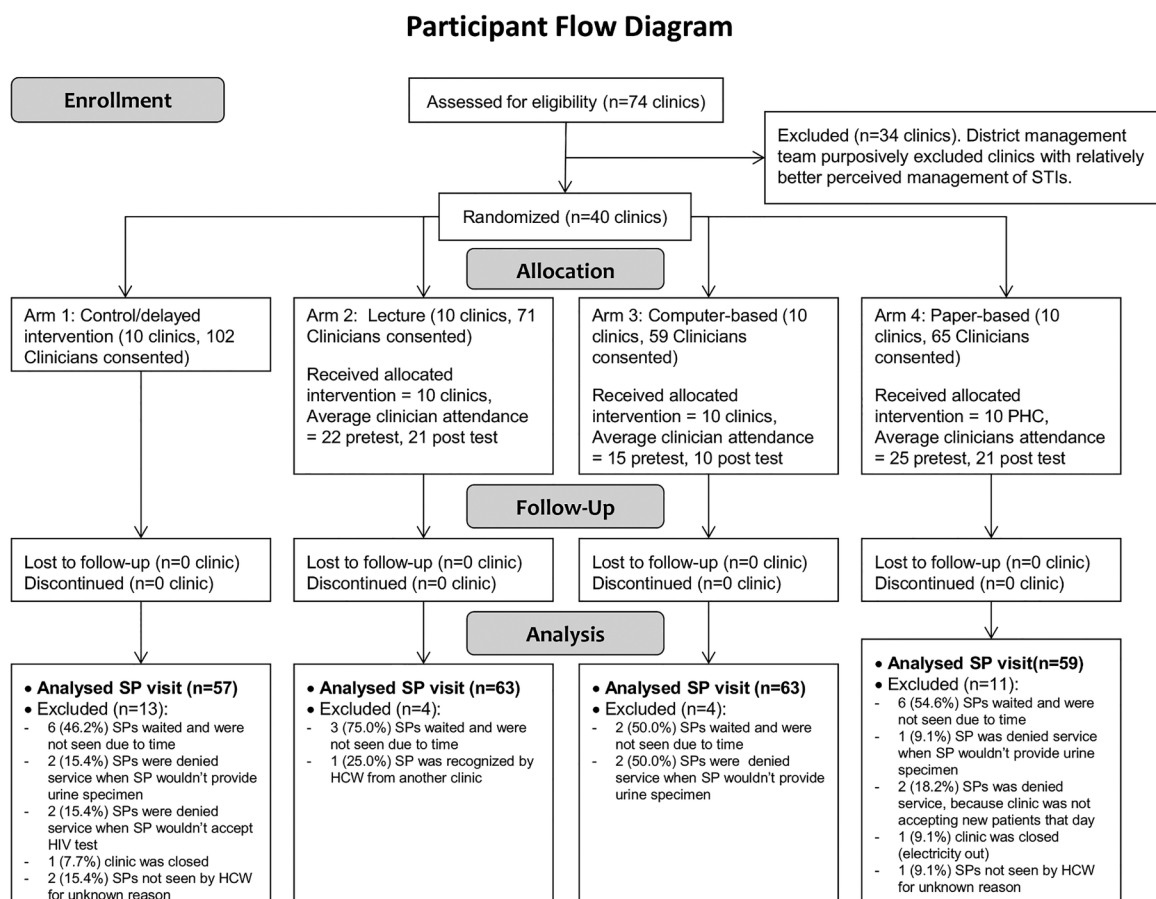 Participant Flow Diagram
Enrollment
Assessed for eligibility (n=74 clinics)
Excluded (n=34 clinics). District management
team purposively excluded clinics with relatively
better perceived management of STIs.
Randomized (n=40 clinics)
Allocation
Arm 1: Control/delayed
intervention (10 clinics, 102
Clinicians consented)
Arm 2:  Lecture (10 clinics, 71
Clinicians consented)
Received allocated
intervention = 10 clinics,
Average clinician attendance
= 22 pretest, 21 post test
Arm 3: Computer-based (10
clinics, 59 Clinicians
consented)
Received allocated
intervention = 10 clinics,
Average clinician attendance
= 15 pretest, 10 post test
Arm 4: Paper-based (10
clinics, 65 Clinicians
consented)
Received allocated
intervention = 10 PHC,
Average clinicians attendance
= 25 pretest, 21 post test
Follow-Up
Lost to follow-up (n=0 clinic)
Discontinued (n=0 clinic)
Lost to follow-up (n=0 clinic)
Discontinued (n=0 clinic)
Lost to follow-up (n=0 clinic)
Discontinued (n=0 clinic)
Lost to follow-up (n=0 clinic)
Discontinued (n=0 clinic)
Analysis
• Analysed SP visit (n=57)
• Excluded (n=13):
- 6 (46.2%) SPs waited and were
not seen due to time
- 2 (15.4%) SPs were denied
service when SP wouldn't provide
urine specimen
- 2 (15.4%) SPs were denied
service when SP wouldn't accept
HIV test
- 1 (7.7%) clinic was closed
- 2 (15.4%) SPs not seen by HCW
for unknown reason
• Analysed SP visit (n=63)
• Excluded (n=4):
- 3 (75.0%) SPs waited and were
not seen due to time
- 1 (25.0%) SP was recognized by
HCW from another clinic
• Analysed SP visit (n=63)
• Excluded (n=4):
- 2 (50.0%) SPs waited and were
not seen due to time
- 2 (50.0%) SPs were  denied
service when SP wouldn't provide
urine specimen
• Analysed SP visit(n=59)
• Excluded (n=11):
- 6 (54.6%) SPs waited and were
not seen due to time
- 1 (9.1%) SP was denied service
when SP wouldn't provide urine
specimen
- 2 (18.2%) SPs was denied
service, because clinic was not
accepting new patients that day
- 1 (9.1%) clinic was closed
(electricity out)
- 1 (9.1%) SPs not seen by HCW
for unknown reason